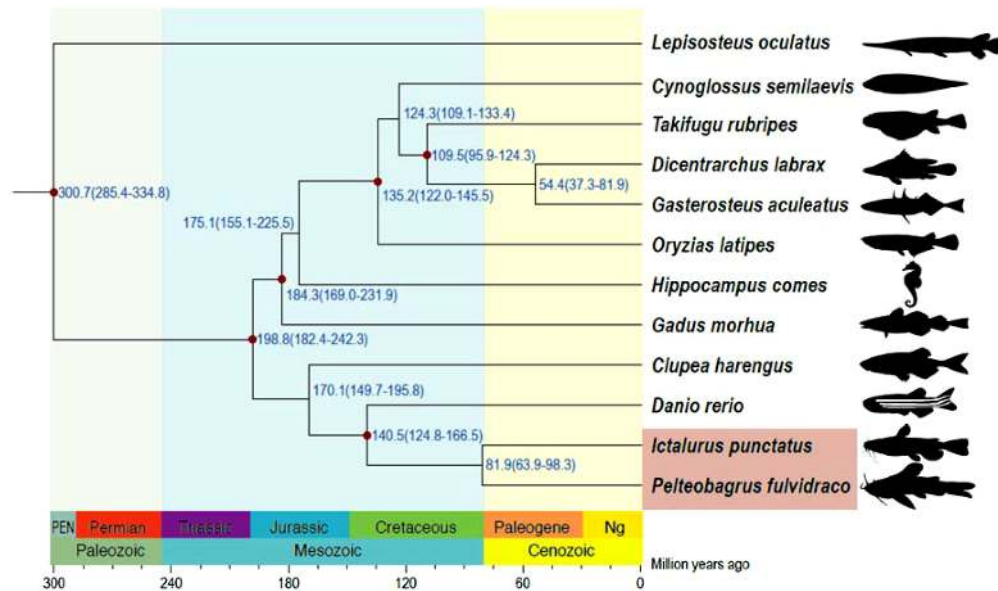 Lepisosteus oculatus
Cynoglossus semilaevis
124.3(109.1-133.4)
Takifugu rubripes
109.5(95.9-124.3)
Dicentrarchus labrax
54.4(37.3-81.9)
300.7(285.4-334.8)
135.2(122.0-145.5)
Gasterosteus aculeatus
175.1(155.1-225.5)
Oryzias latipes
Hippocampus comes
184.3(169.0-231.9)
Gadus morhua
198.8(182.4-242.3)
Clupea harengus
170.1(149.7-195.8)
Danio rerio
140.5(124.8-166.5)
Ictalurus punctatus
81.9(63.9-98.3)
Pelteobagrus fulvidraco
PEN Permian Triassic Jurassic Cretaceous Paleogene Ng
Paleozoic Mesozoic Cenozoic
Million years ago
300 240 180 120 60 0